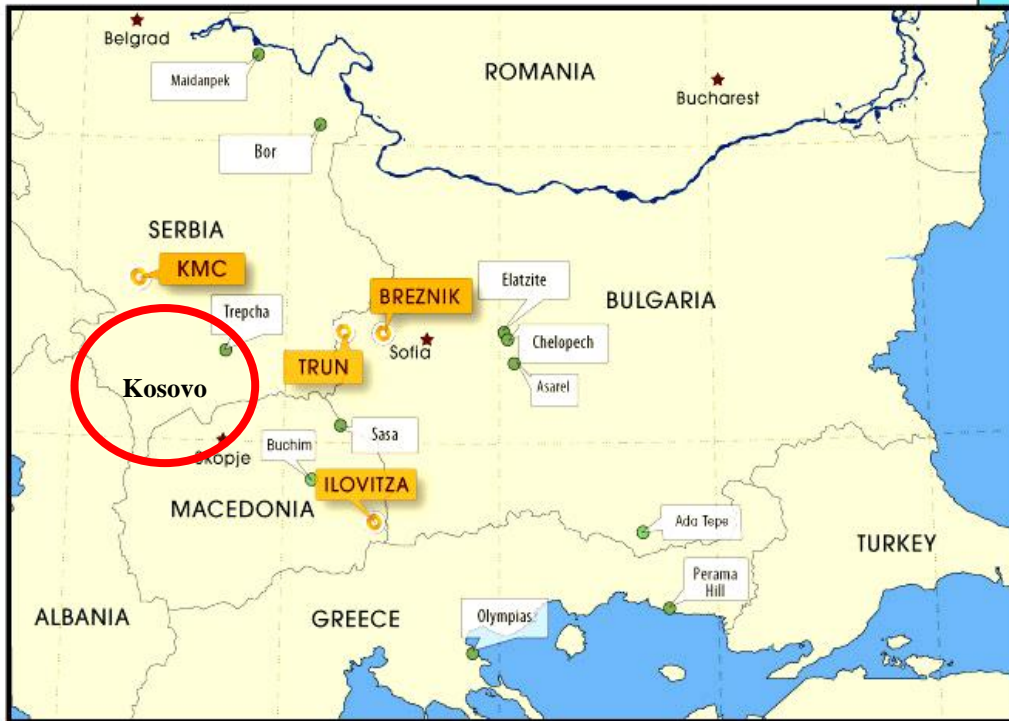 Belgrad
Maidanpek
ROMANIA
Bucharest
Bor
SERBIA
KMC
Elatzite
BREZNIK
BULGARIA
Trepcha
Sofia
Chelopech
TRUN
Asarel
Kosovo
Sasa
Buchim
Skopje
ILOVITZA
MACEDONIA
Ada Tepe
TURKEY
Perama
Hill
ALBANIA
GREECE
Olympias